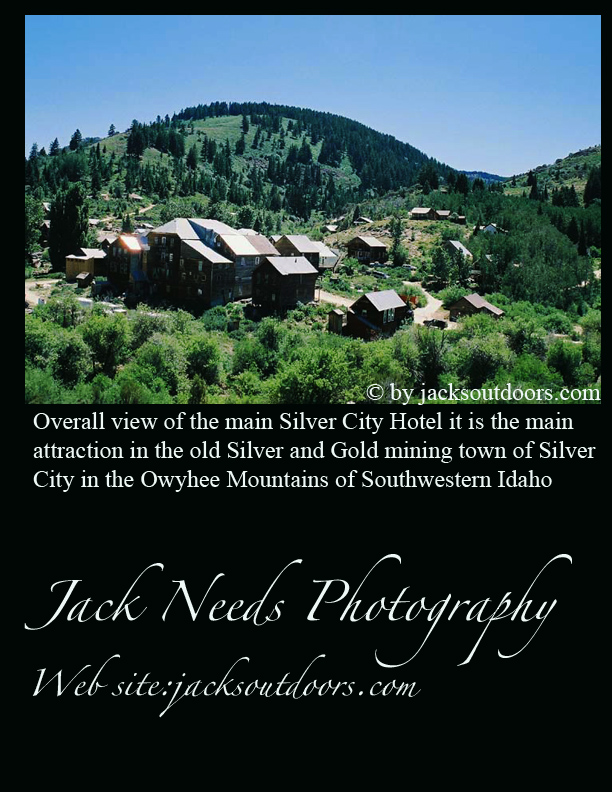 © by jacksoutdoors.com
Overall view of the main Silver City Hotel it is the main
attraction in the old Silver and Gold mining town of Silver
City in the Owyhee Mountains of Southwestern Idaho
Jack Needs Photography
Web site:jacksoutdoors.com